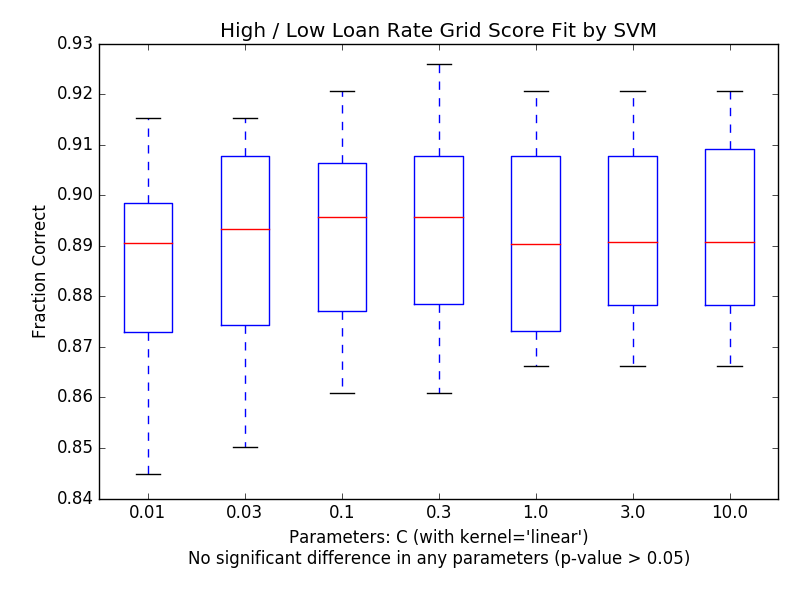 High / Low Loan Rate Grid Score Fit by SVM
0.93
0.92
0.91
0.90
0.89
0.88
0.87
0.86
0.85
0.84
Fraction Correct
0.01 0.03 0.1 0.3 1.0 3.0 10.0
Parameters: C (with kernel='linear')
No significant difference in any parameters (p-value > 0.05)